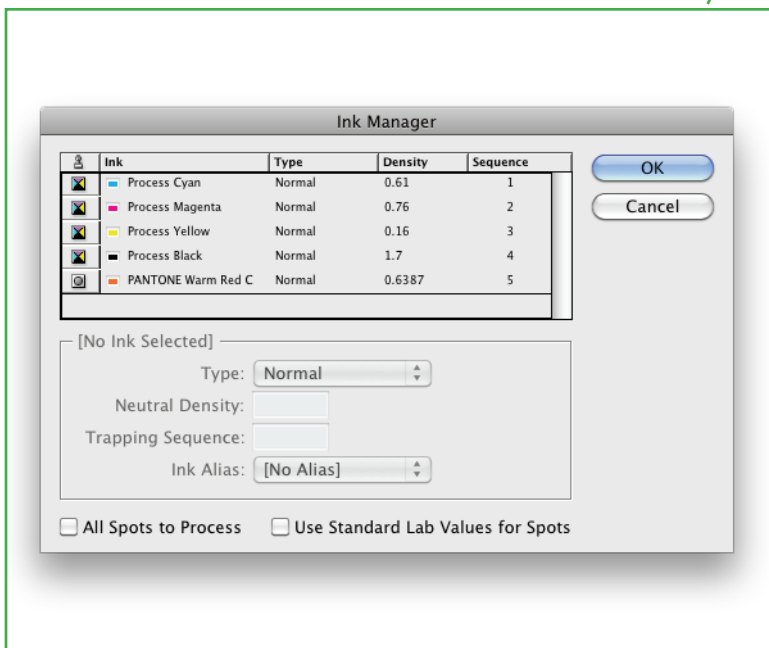 Ink Manager
Ink Type Density Sequence
Process Cyan Normal 0.61 1
Process Magenta Normal 0.76 2
Process Yellow Normal 0.16 3
Process Black Normal 1.7 4
PANTONE Warm Red C Normal 0.6387 5
OK
Cancel
[No Ink Selected]
Type: Normal
Neutral Density:
Trapping Sequence:
Ink Alias: [No Alias]
All Spots to Process Use Standard Lab Values for Spots